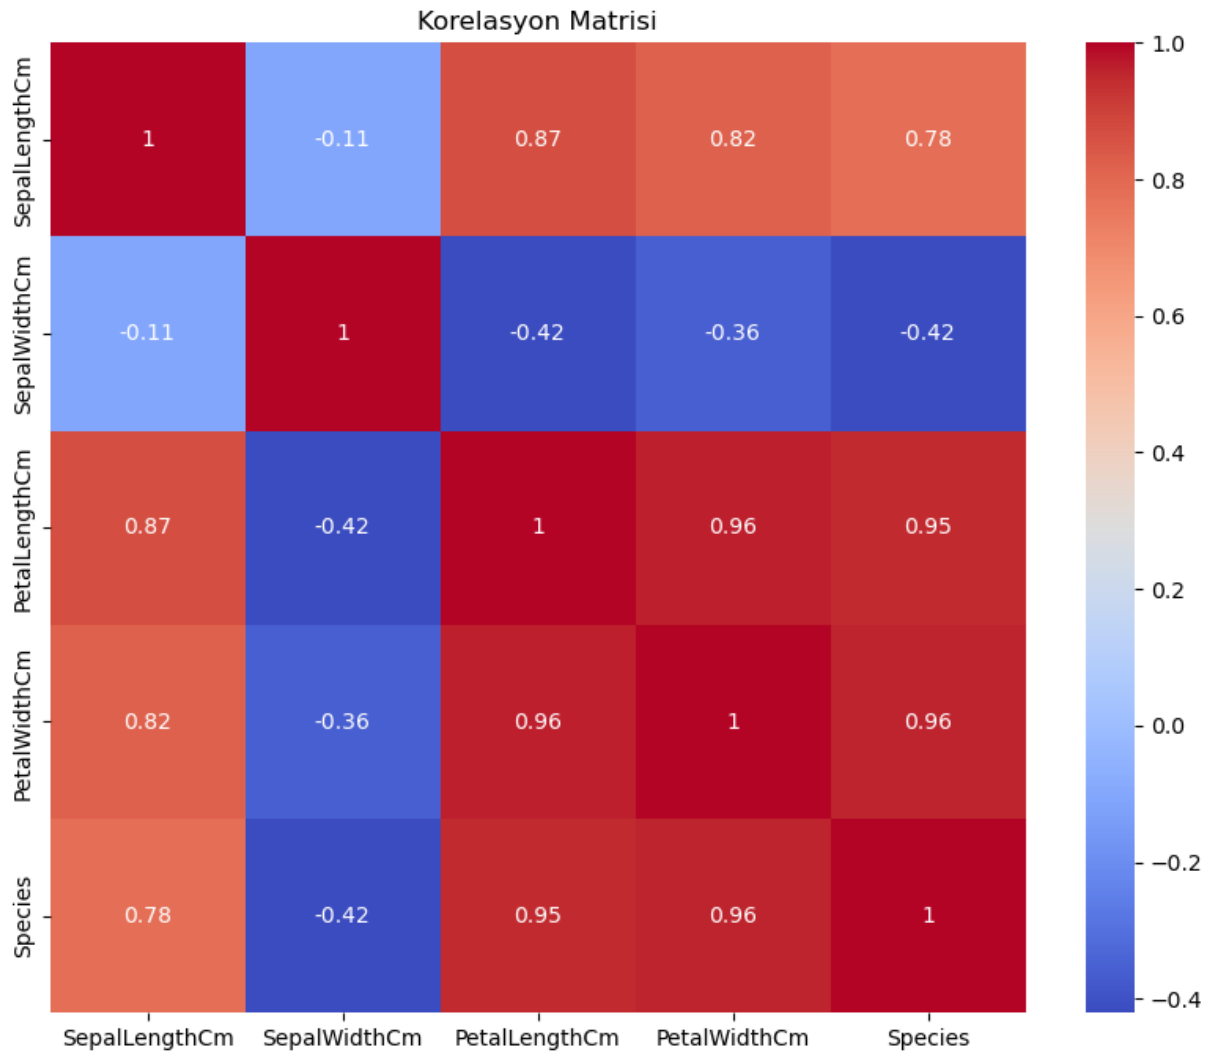 Korelasyon Matrisi
SepalLengthCm
1 -0.11 0.87 0.82 0.78
SepalWidthCm
-0.11 1 -0.42 -0.36 -0.42
PetalLengthCm
0.87 -0.42 1 0.96 0.95
PetalWidthCm
0.82 -0.36 0.96 1 0.96
Species
0.78 -0.42 0.95 0.96 1
SepalLengthCm SepalWidthCm PetalLengthCm PetalWidthCm Species
1.0
0.8
0.6
0.4
0.2
0.0
−0.2
−0.4